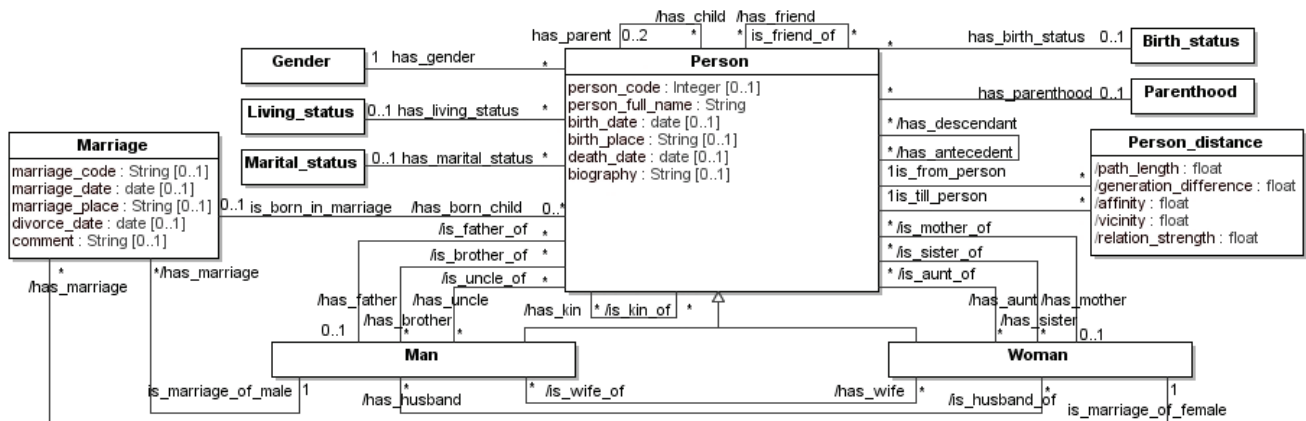 /has_child /has_friend
has_parent 0..2 * * is_friend_of *
Gender
1 has_gender *
Person
person_code : Integer [0..1]
person_full_name : String
birth_date : date [0..1]
birth_place : String [0..1]
death_date : date [0..1]
biography : String [0..1]
* has_birth_status 0..1
Birth_status
Living_status
0..1 has_living_status *
* has_parenthood 0..1
Parenthood
Marital_status
0..1 has_marital_status *
* /has_descendant
* /has_antecedent
Marriage
marriage_code : String [0..1]
marriage_date : date [0..1]
marriage_place : String [0..1]
divorce_date : date [0..1]
comment : String [0..1]
Person_distance
/path_length : float
/generation_difference : float
/affinity : float
/vicinity : float
/relation_strength : float
1 is_from_person *
1 is_till_person *
0..1 is_born_in_marriage /has_born_child 0..*
/is_father_of *
/is_brother_of *
/is_uncle_of *
* /is_mother_of
* /is_sister_of
* /is_aunt_of
* /has_marriage
*/has_marriage
/has_father /has_uncle
0..1 /has_brother * *
/has_kin * /is_kin_of *
/has_aunt /has_mother
* /has_sister * 0..1
Man
Woman
is_marriage_of_male 1
* /has_husband
* /is_wife_of
/has_wife *
/is_husband_of *
1 is_marriage_of_female